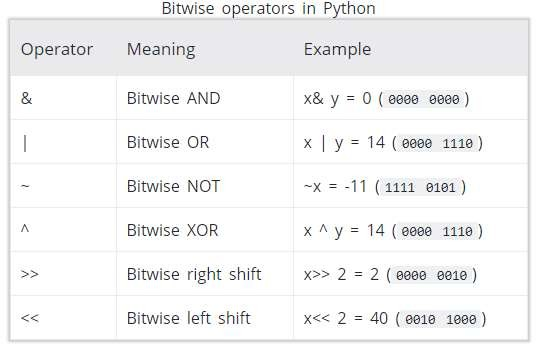 Bitwise operators in Python
Operator Meaning Example
& Bitwise AND x& y = 0 ( 0000 0000 )
| Bitwise OR x | y = 14 ( 0000 1110 )
~ Bitwise NOT ~x = -11 ( 1111 0101 )
^ Bitwise XOR x ^ y = 14 ( 0000 1110 )
>> Bitwise right shift x>> 2 = 2 ( 0000 0010 )
<< Bitwise left shift x<< 2 = 40 ( 0010 1000 )